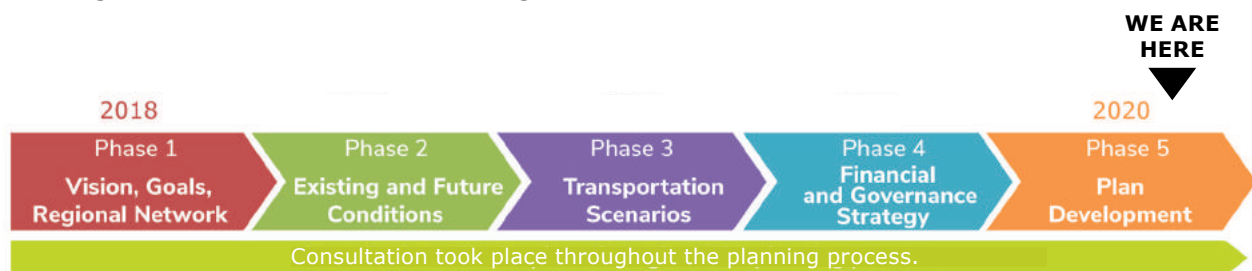 WE ARE
HERE
2018
2020
Phase 1
Vision, Goals,
Regional Network
Phase 2
Existing and Future
Conditions
Phase 3
Transportation
Scenarios
Phase 4
Financial
and Governance
Strategy
Phase 5
Plan
Development
Consultation took place throughout the planning process.